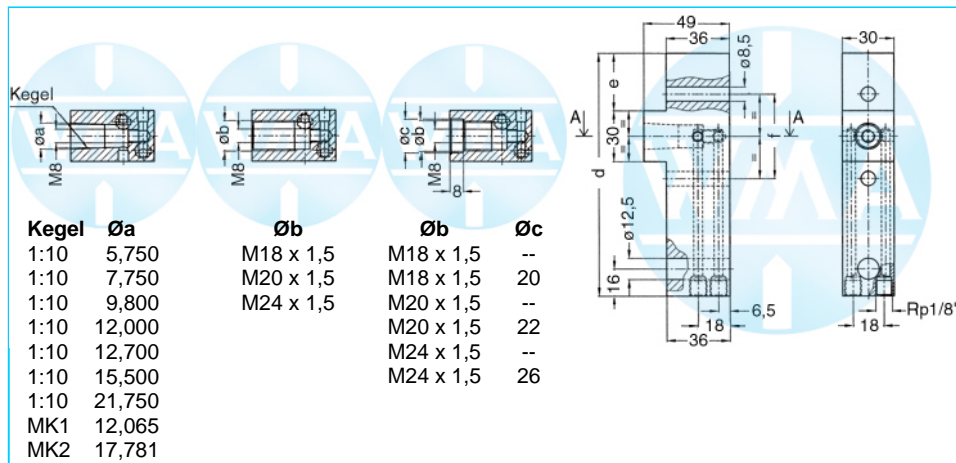 Kegel
øa
M8
øb
M8
øc
øb
M8
8
Kegel Øa
1:10 5,750
1:10 7,750
1:10 9,800
1:10 12,000
1:10 12,700
1:10 15,500
1:10 21,750
MK1 12,065
MK2 17,781
Øb
M18 x 1,5
M20 x 1,5
M24 x 1,5
Øb Øc
M18 x 1,5 --
M18 x 1,5 20
M20 x 1,5 --
M20 x 1,5 22
M24 x 1,5 --
M24 x 1,5 26
49
36
ø8,5
e
A
A
30
=
=
=
=
f
d
ø12,5
16
6,5
18
36
30
Rp1/8"
18
WMA
WMA
WMA
WMA